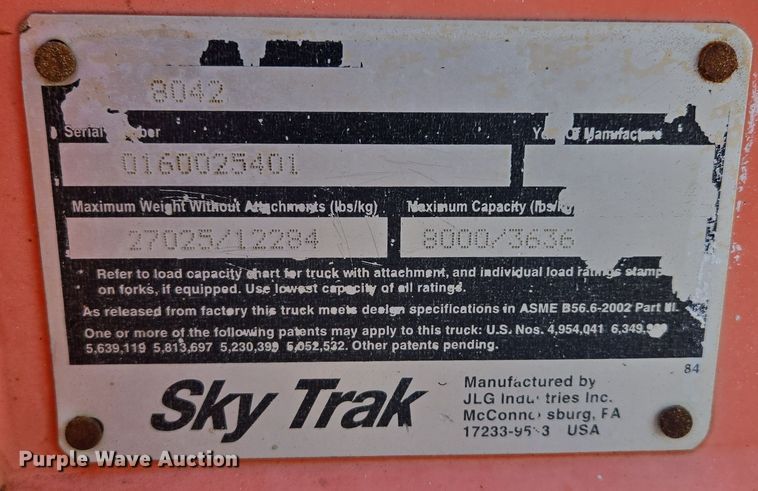 8042
Serial Number
Year Of Manufacture
0160025401
Maximum Weight Without Attachments (lbs/kg)
Maximum Capacity (lbs/kg
27025/12284
8000/3636
* Refer to load capacity chart for truck with attachment, and individual load ratings stamp
on forks, if equipped. Use lowest capacity of all ratings.
As released from factory this truck meets design specifications in ASME B56.6-2002 Part III.
One or more of the following patents may apply to this truck: U.S. Nos. 4,954,041
5,639,119 5,813,697 5,230,399 Other patents pending.
84
Sky Trak
Manufactured by
JLG Industries Inc.
McConnellsburg, PA
USA
Purple Wave Auction